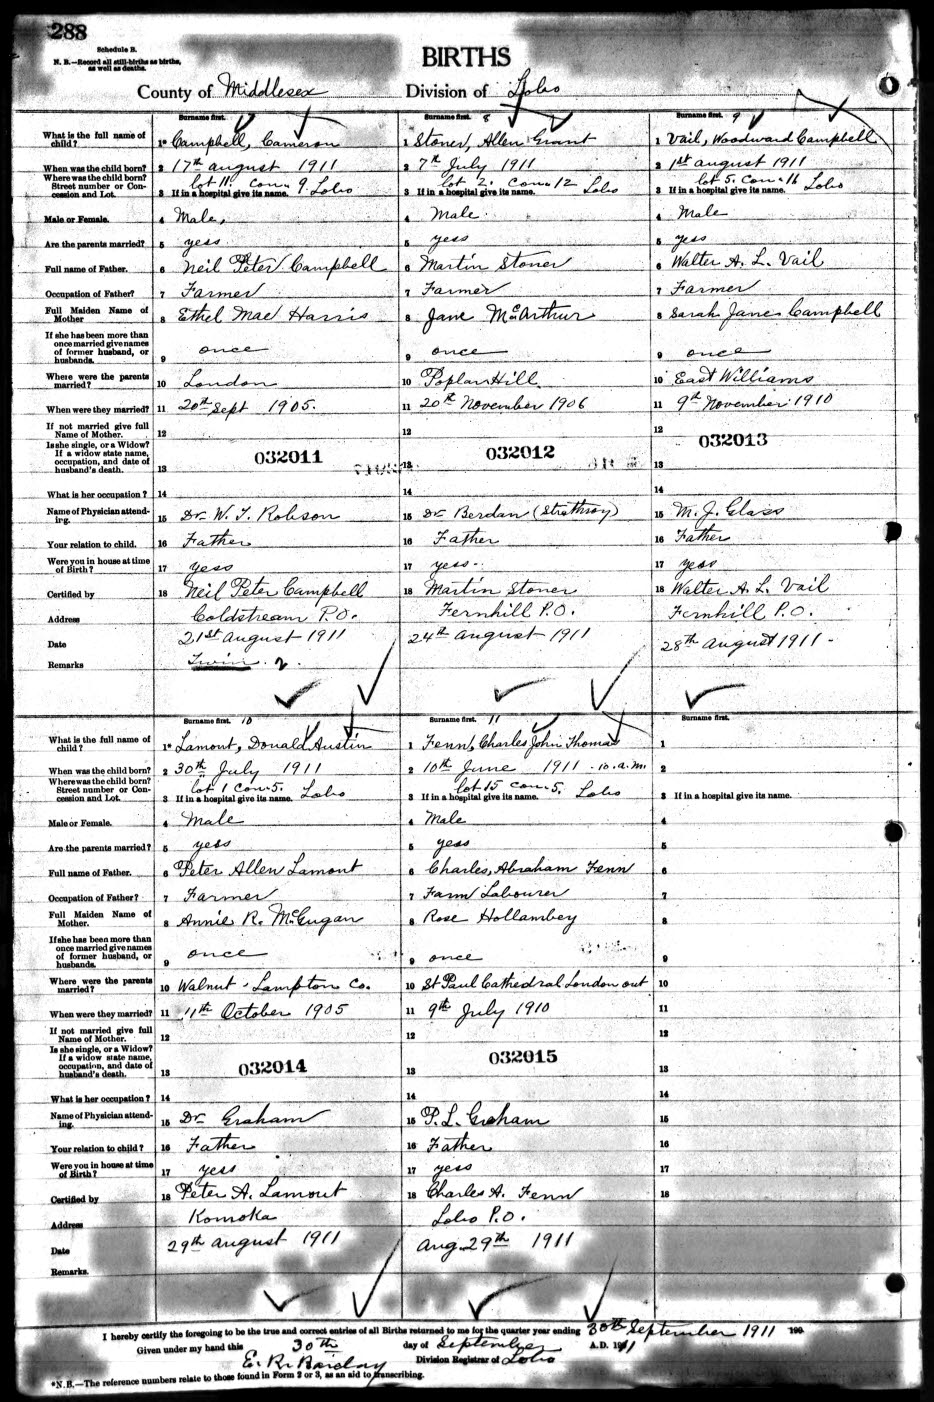 288
Schedule B.
N. B.—Record all still-births as births, as well as deaths.
BIRTHS
County of Middlesex Division of Lobo
Surname first. Surname first. 8 Surname first. 9
What is the full name of child? 1* Campbell, Cameron 1 Stoner, Allen Grant 1 Vail, Woodward Campbell
When was the child born? 2 17th august 1911 2 7th July 1911 2 1st august 1911
Where was the child born? Street number or Concession and Lot. lot 11. con. 9. Lobo lot 2. con. 12 Lobo lot 5. con. 16 Lobo
3 If in a hospital give its name. 3 If in a hospital give its name. 3 If in a hospital give its name.
Male or Female. 4 Male, 4 Male. 4 Male
Are the parents married? 5 yess 5 yess 5 yess
Full name of Father. 6 Neil Peter Campbell 6 Martin Stoner 6 Walter A. L. Vail
Occupation of Father? 7 Farmer 7 Farmer 7 Farmer
Full Maiden Name of Mother 8 Ethel Mae Harris 8 Jane McArthur 8 Sarah Jane Campbell
If she has been more than once married give names of former husband, or husbands. 9 once 9 once 9 once
Where were the parents married? 10 London 10 Poplar Hill 10 East Williams
When were they married? 11 20th Sept 1905. 11 20th November 1906 11 9th November 1910
If not married give full Name of Mother. 12 12 12
Is she single, or a Widow? If a widow state name, occupation, and date of husband's death. 13 032011 13 032012 13 032013
What is her occupation? 14 14 14
Name of Physician attending. 15 Dr W. J. Robson 15 Dr Berdan (Strathroy) 15 M. J. Glass
Your relation to child. 16 Father 16 Father 16 Father
Were you in house at time of Birth? 17 yess 17 yess. 17 yess
Certified by 18 Neil Peter Campbell 18 Martin Stoner 18 Walter A. L. Vail
Address Coldstream P.O. Fernhill P.O. Fernhill P.O.
Date 21st august 1911 24th august 1911 28th august 1911
Remarks Twin. 2.
Surname first. 10 Surname first. 11 Surname first.
What is the full name of child? 1* Lamont, Donald Austin 1 Fenn, Charles John Thomas 1
When was the child born? 2 30th July 1911 2 10th June 1911. 10. a.m. 2
Where was the child born? Street number or Concession and Lot. lot 1 con. 5. Lobo lot 15 con. 5. Lobo
3 If in a hospital give its name. 3 If in a hospital give its name. 3 If in a hospital give its name.
Male or Female. 4 Male 4 Male 4
Are the parents married? 5 yess 5 yess 5
Full name of Father. 6 Peter Allen Lamont 6 Charles, Abraham Fenn 6
Occupation of Father? 7 Farmer 7 Farm Labourer 7
Full Maiden Name of Mother. 8 Annie R. McGugan 8 Rose Hollambey 8
If she has been more than once married give names of former husband, or husbands. 9 once 9 once 9
Where were the parents married? 10 Walnut. Lampton Co. 10 St Paul Cathedral London ont 10
When were they married? 11 11th October 1905 11 9th July 1910 11
If not married give full Name of Mother. 12 12 12
Is she single, or a Widow? If a widow state name, occupation, and date of husband's death. 13 032014 13 032015 13
What is her occupation? 14 14 14
Name of Physician attending. 15 Dr Graham 15 P. L. Graham 15
Your relation to child? 16 Father 16 Father 16
Were you in house at time of Birth? 17 yess 17 yess 17
Certified by 18 Peter A. Lamont 18 Charles A. Fenn 18
Address Komoka Lobo P.O.
Date 29th august 1911 aug. 29th 1911
Remarks.
I hereby certify the foregoing to be the true and correct entries of all Births returned to me for the quarter year ending 30th September 1911 190
Given under my hand this 30th day of September A.D. 1911
E. R. Barclay Division Registrar of Lobo
*N.B.—The reference numbers relate to those found in Form 2 or 3, as an aid to transcribing.